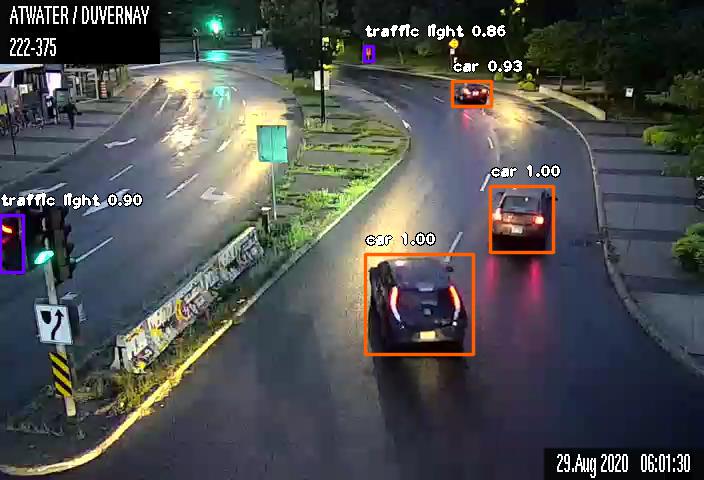 ATWATER / DUVERNAY
222-375
traffic light 0.86
car 0.93
car 1.00
traffic light 0.90
car 1.00
29.Aug 2020 06:01:30